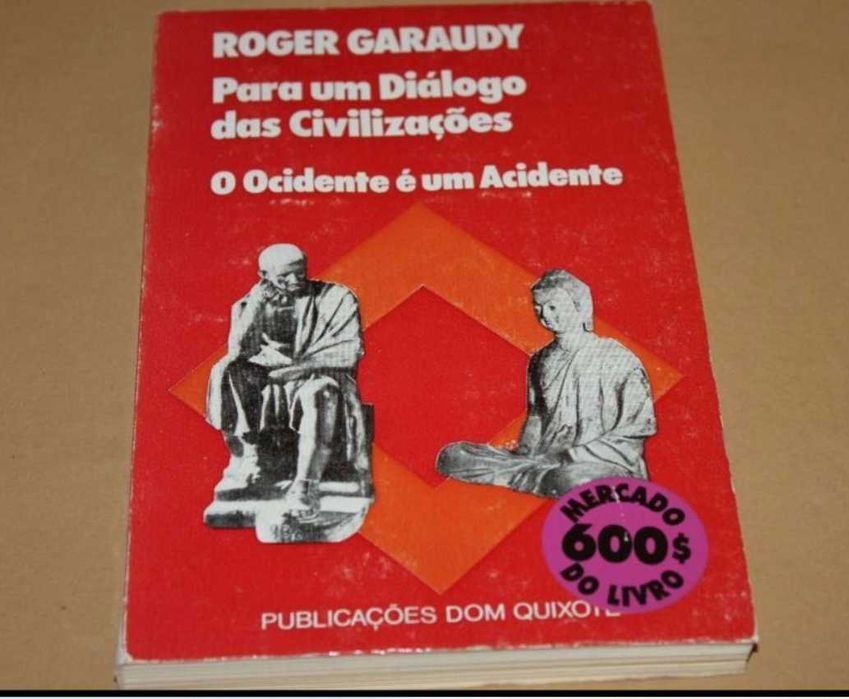 ROGER GARAUDY
Para um Diálogo
das Civilizações
O Ocidente é um Acidente
MERCADO
600$
DO LIVRO
PUBLICAÇÕES DOM QUIXOTE